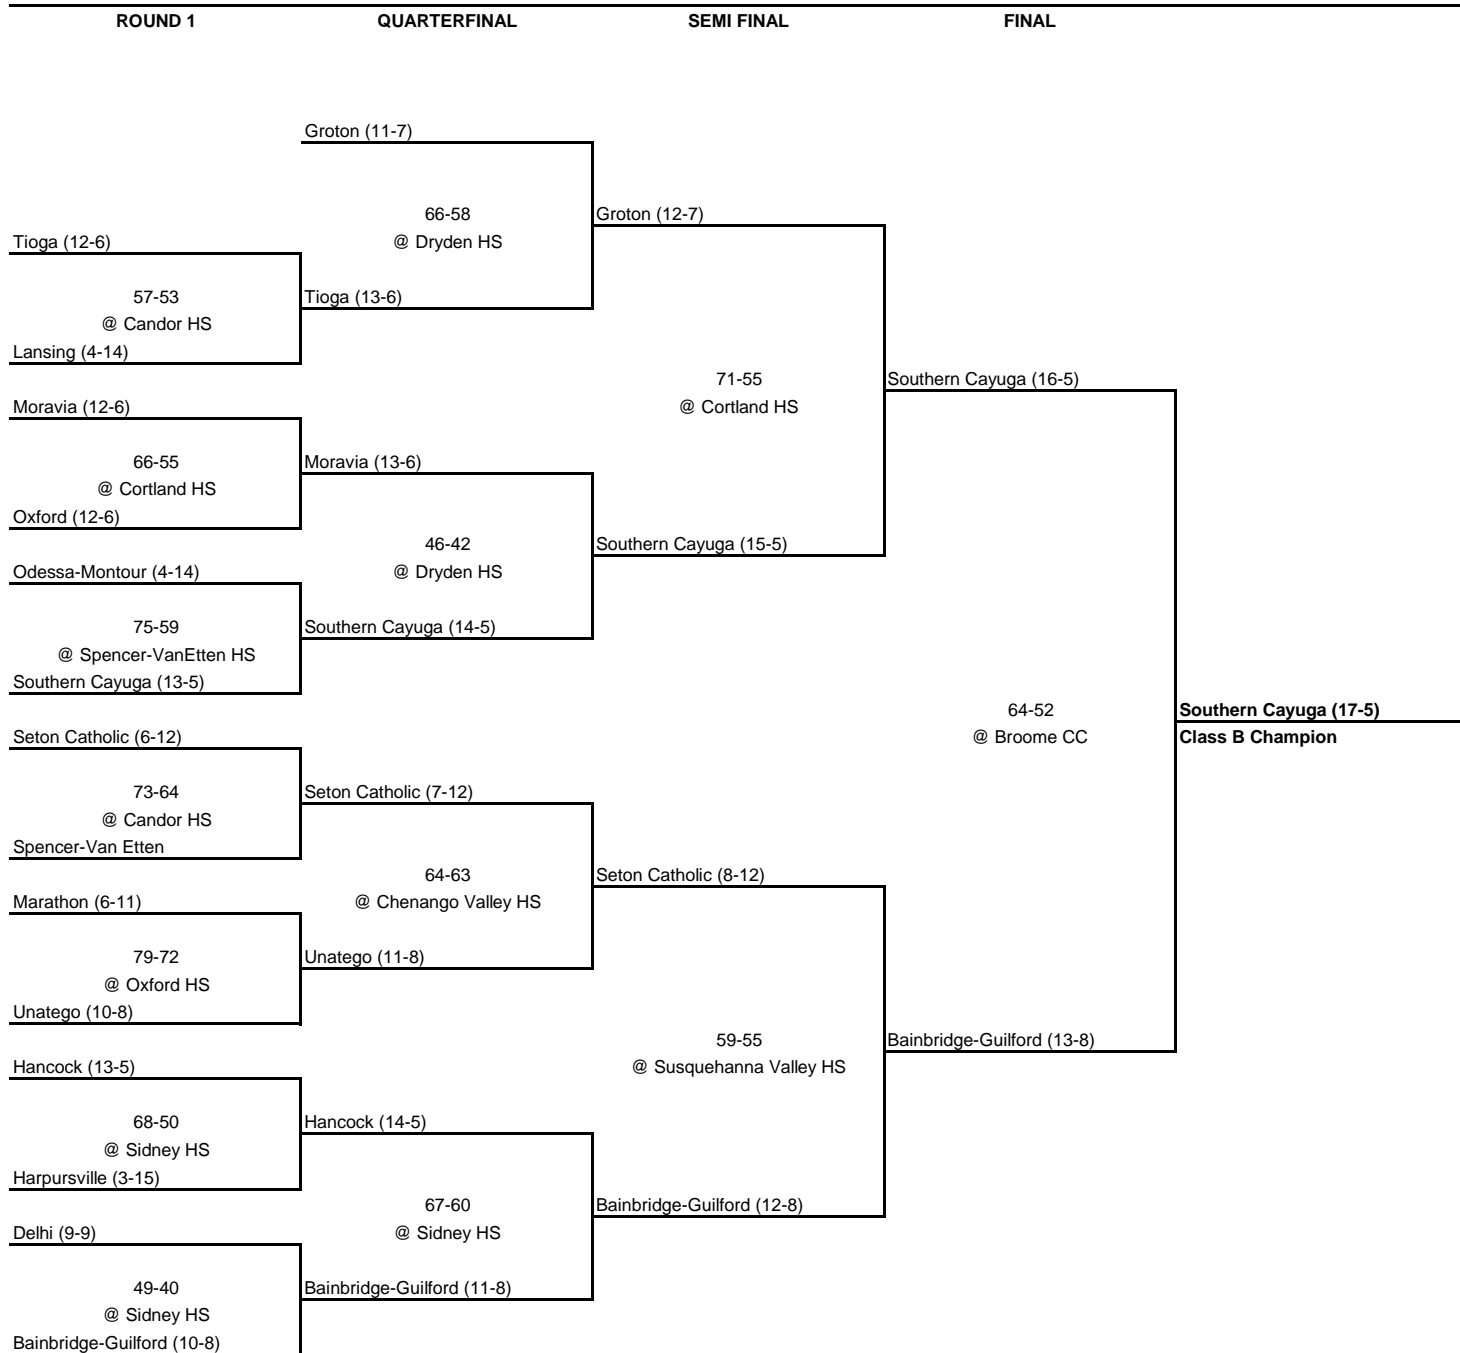 ROUND 1 QUARTERFINAL SEMI FINAL FINAL
Groton (11-7)
66-58 Groton (12-7)
Tioga (12-6) @ Dryden HS
57-53 Tioga (13-6)
@ Candor HS
Lansing (4-14)
71-55 Southern Cayuga (16-5)
Moravia (12-6) @ Cortland HS
66-55 Moravia (13-6)
@ Cortland HS
Oxford (12-6)
46-42 Southern Cayuga (15-5)
Odessa-Montour (4-14) @ Dryden HS
75-59 Southern Cayuga (14-5)
@ Spencer-VanEtten HS
Southern Cayuga (13-5)
64-52 Southern Cayuga (17-5)
Seton Catholic (6-12) @ Broome CC Class B Champion
73-64 Seton Catholic (7-12)
@ Candor HS
Spencer-Van Etten
64-63 Seton Catholic (8-12)
Marathon (6-11) @ Chenango Valley HS
79-72 Unatego (11-8)
@ Oxford HS
Unatego (10-8)
59-55 Bainbridge-Guilford (13-8)
Hancock (13-5) @ Susquehanna Valley HS
68-50 Hancock (14-5)
@ Sidney HS
Harpursville (3-15)
67-60 Bainbridge-Guilford (12-8)
Delhi (9-9) @ Sidney HS
49-40 Bainbridge-Guilford (11-8)
@ Sidney HS
Bainbridge-Guilford (10-8)